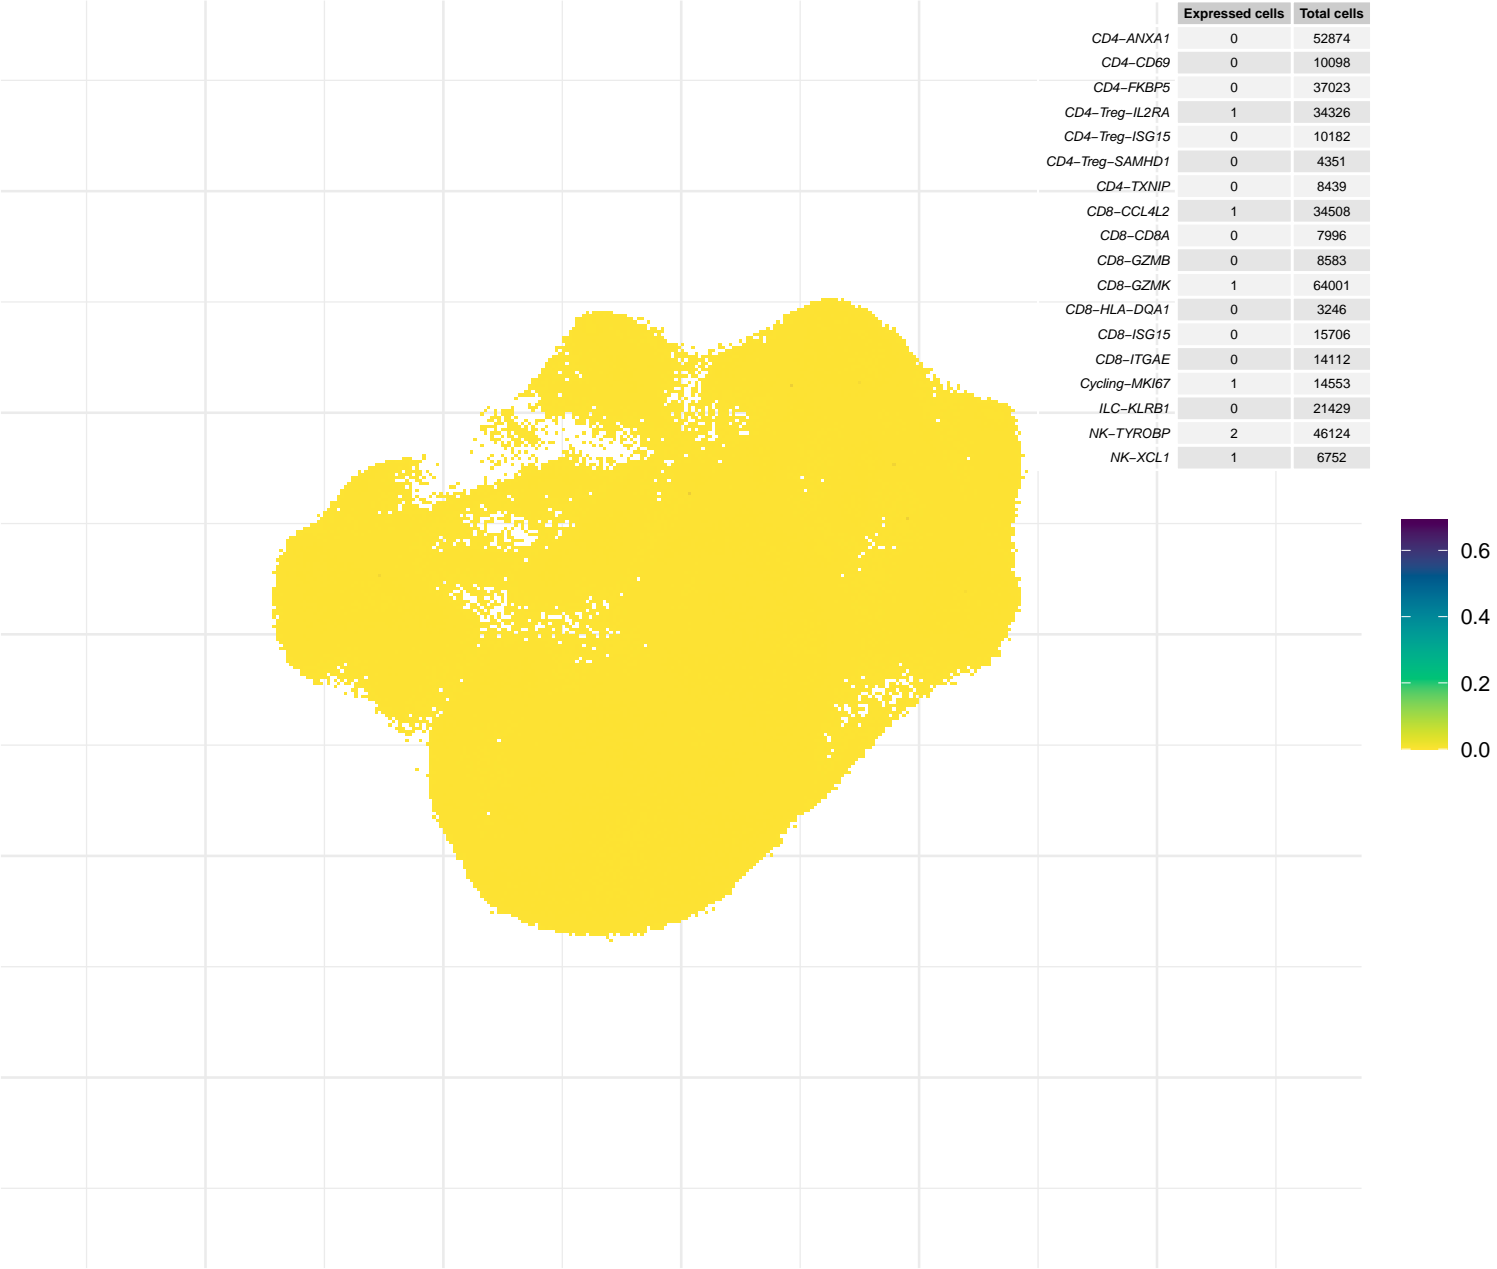 Expressed cells Total cells
CD4−ANXA1 0 52874
CD4−CD69 0 10098
CD4−FKBP5 0 37023
CD4−Treg−IL2RA 1 34326
CD4−Treg−ISG15 0 10182
CD4−Treg−SAMHD1 0 4351
CD4−TXNIP 0 8439
CD8−CCL4L2 1 34508
CD8−CD8A 0 7996
CD8−GZMB 0 8583
CD8−GZMK 1 64001
CD8−HLA−DQA1 0 3246
CD8−ISG15 0 15706
CD8−ITGAE 0 14112
Cycling−MKI67 1 14553
ILC−KLRB1 0 21429
NK−TYROBP 2 46124
NK−XCL1 1 6752
0.6
0.4
0.2
0.0